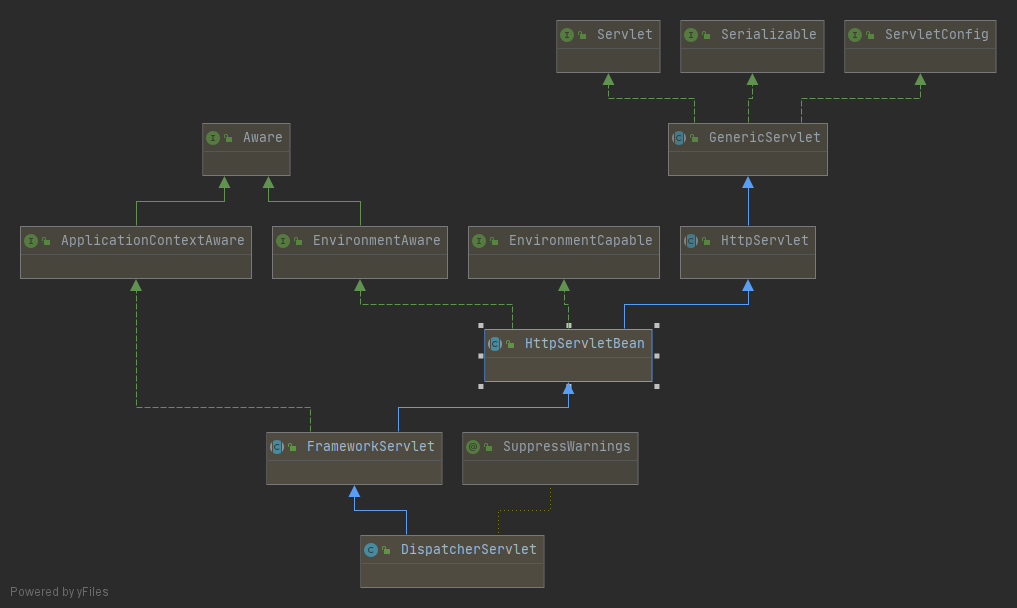 Servlet
Serializable
ServletConfig
Aware
GenericServlet
ApplicationContextAware
EnvironmentAware
EnvironmentCapable
HttpServlet
HttpServletBean
FrameworkServlet
SuppressWarnings
DispatcherServlet
Powered by yFiles